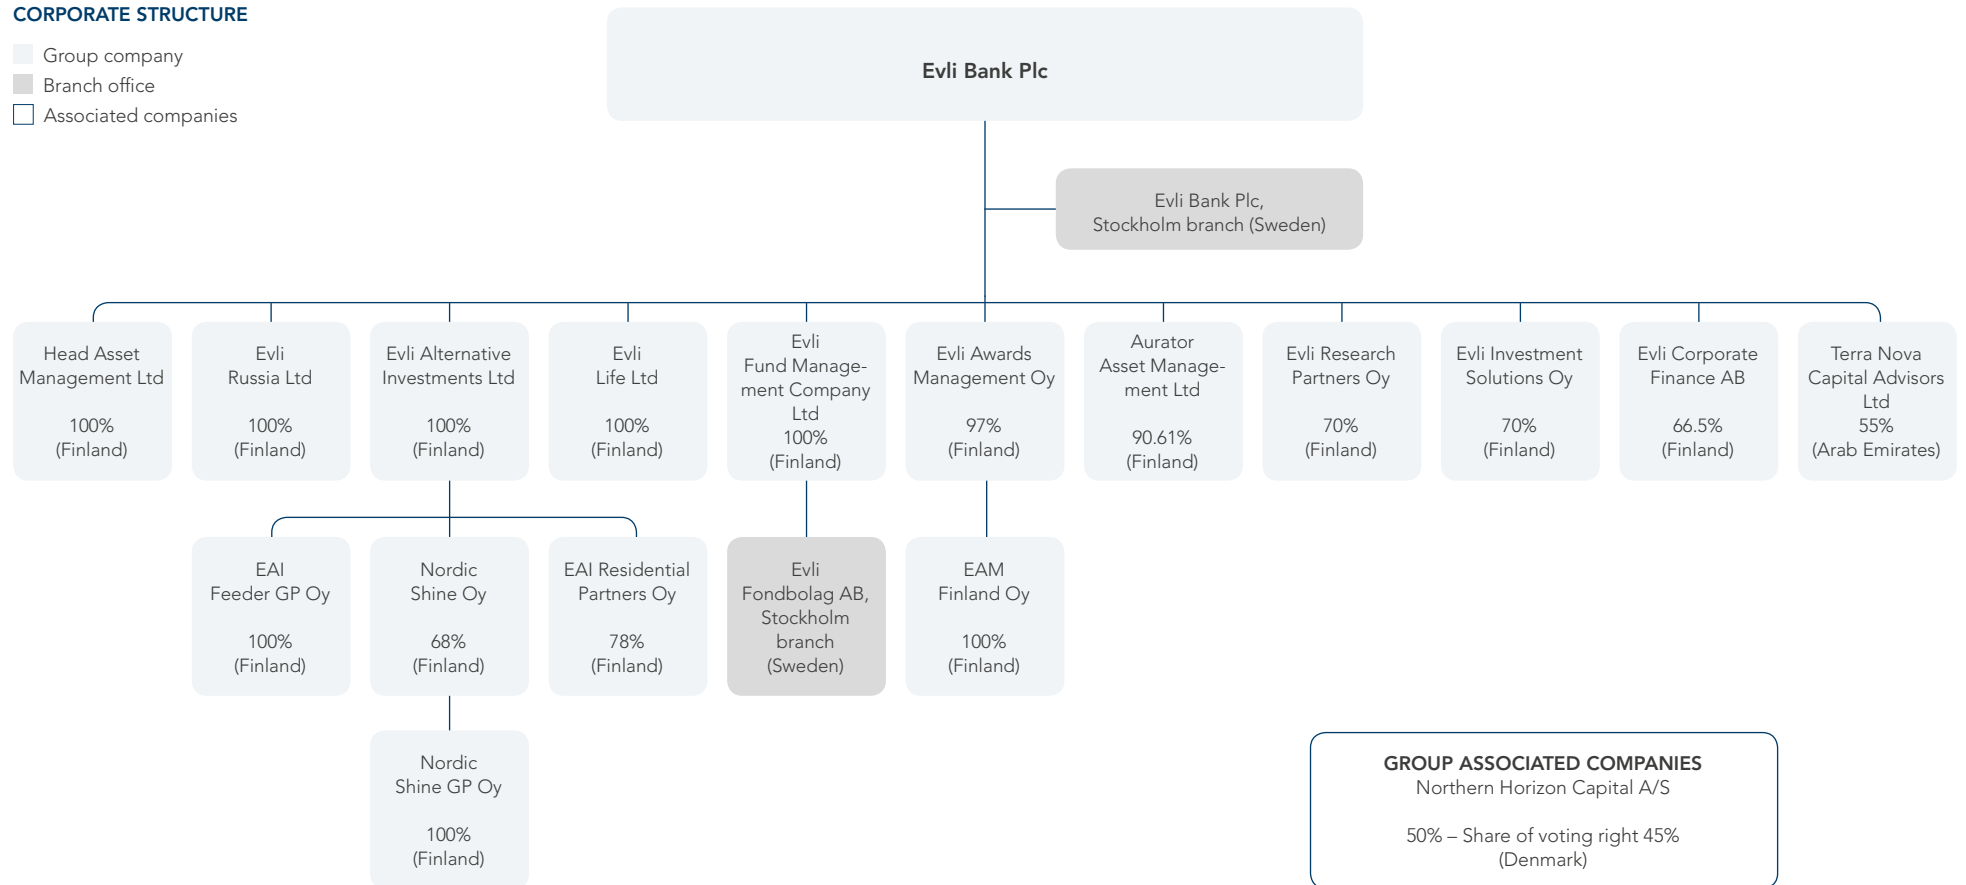 CORPORATE STRUCTURE
Group company
Branch office
Associated companies
Evli Bank Plc
Evli Bank Plc,
Stockholm branch (Sweden)
Head Asset
Management Ltd
100%
(Finland)
Evli
Russia Ltd
100%
(Finland)
Evli Alternative
Investments Ltd
100%
(Finland)
Evli
Life Ltd
100%
(Finland)
Evli
Fund Manage-
ment Company
Ltd
100%
(Finland)
Evli Awards
Management Oy
97%
(Finland)
Aurator
Asset Manage-
ment Ltd
90.61%
(Finland)
Evli Research
Partners Oy
70%
(Finland)
Evli Investment
Solutions Oy
70%
(Finland)
Evli Corporate
Finance AB
66.5%
(Finland)
Terra Nova
Capital Advisors
Ltd
55%
(Arab Emirates)
EAI
Feeder GP Oy
100%
(Finland)
Nordic
Shine Oy
68%
(Finland)
EAI Residential
Partners Oy
78%
(Finland)
Evli
Fondbolag AB,
Stockholm
branch
(Sweden)
EAM
Finland Oy
100%
(Finland)
Nordic
Shine GP Oy
100%
(Finland)
GROUP ASSOCIATED COMPANIES
Northern Horizon Capital A/S
50% – Share of voting right 45%
(Denmark)